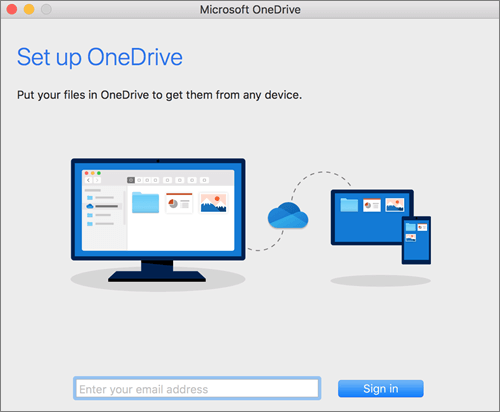 Microsoft OneDrive
Set up OneDrive
Put your files in OneDrive to get them from any device.
Enter your email address
Sign in